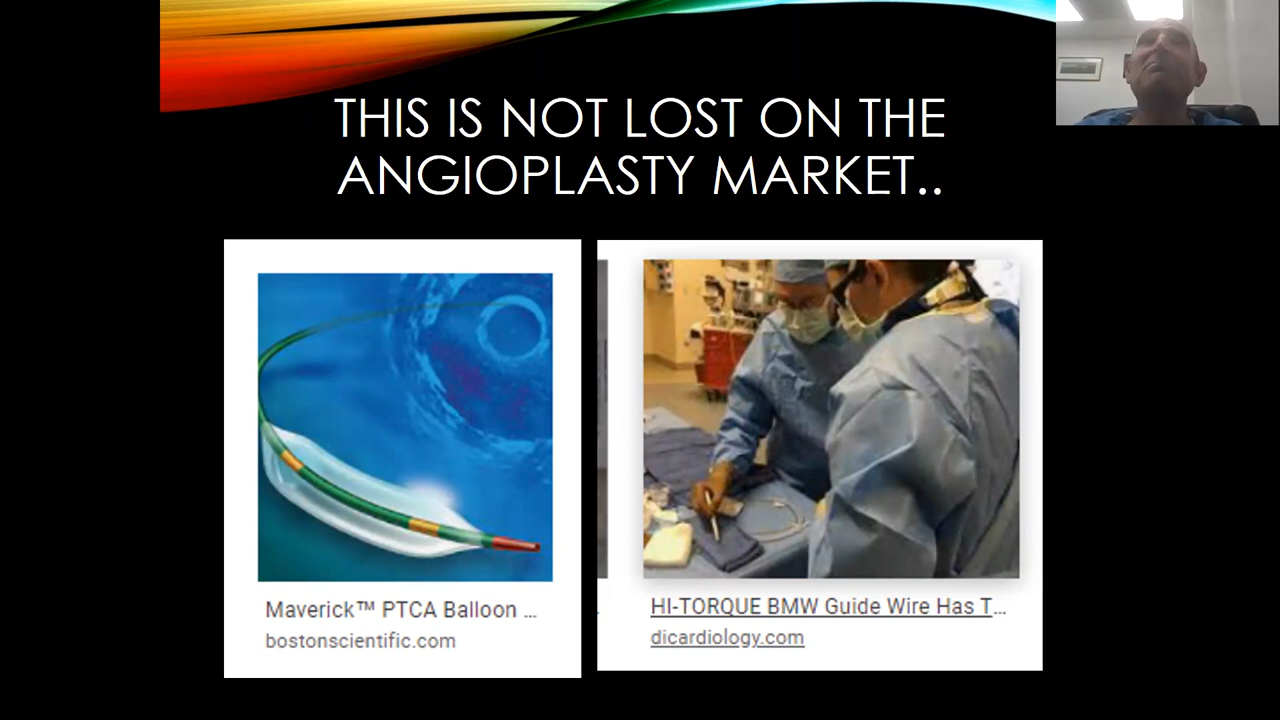 THIS IS NOT LOST ON THE
ANGIOPLASTY MARKET..
Maverick™ PTCA Balloon ...
bostonscientific.com
HI-TORQUE BMW Guide Wire Has T...
dicardiology.com